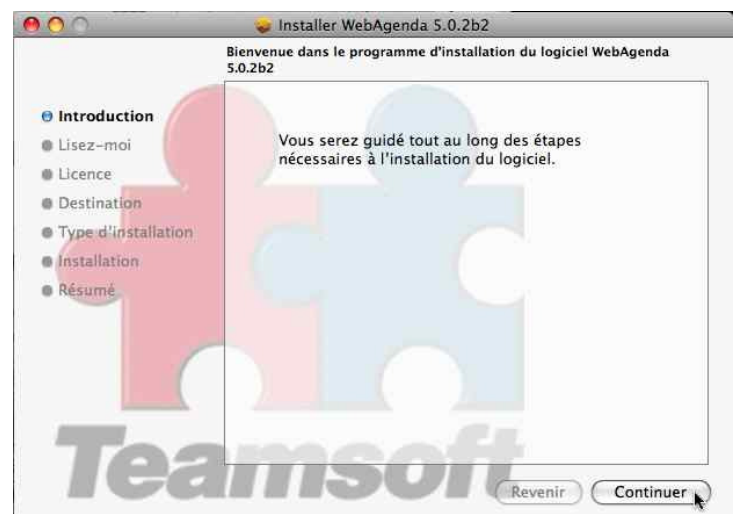 Installer WebAgenda 5.0.2b2
Bienvenue dans le programme d'installation du logiciel WebAgenda
5.0.2b2
Introduction
Lisez-moi
Licence
Destination
Type d'installation
Installation
Résumé
Vous serez guidé tout au long des étapes
nécessaires à l'installation du logiciel.
Teamsoft
Revenir
Continuer